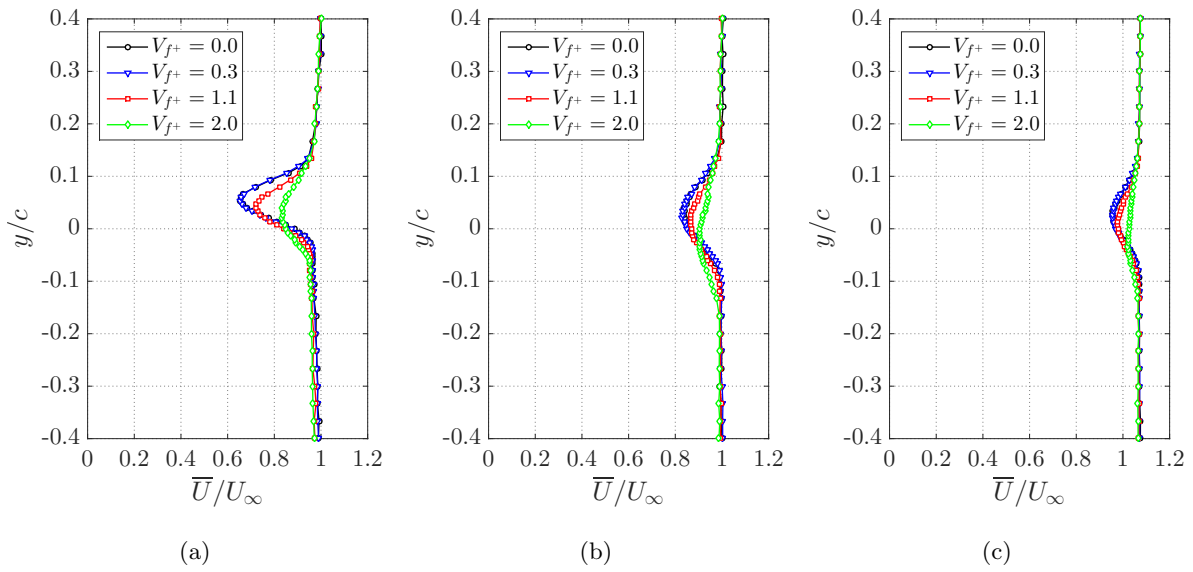 0.4
0.3
0.2
0.1
0
-0.1
-0.2
-0.3
-0.4
y/c
V_{f^+} = 0.0
V_{f^+} = 0.3
V_{f^+} = 1.1
V_{f^+} = 2.0
0 0.2 0.4 0.6 0.8 1 1.2
\overline{U}/U_∞
(a)
0.4
0.3
0.2
0.1
0
-0.1
-0.2
-0.3
-0.4
y/c
V_{f^+} = 0.0
V_{f^+} = 0.3
V_{f^+} = 1.1
V_{f^+} = 2.0
0 0.2 0.4 0.6 0.8 1 1.2
\overline{U}/U_∞
(b)
0.4
0.3
0.2
0.1
0
-0.1
-0.2
-0.3
-0.4
y/c
V_{f^+} = 0.0
V_{f^+} = 0.3
V_{f^+} = 1.1
V_{f^+} = 2.0
0 0.2 0.4 0.6 0.8 1 1.2
\overline{U}/U_∞
(c)